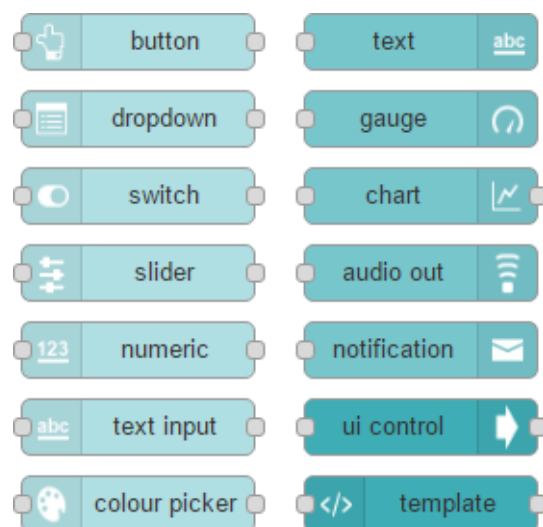 button
dropdown
switch
slider
123 numeric
abc text input
colour picker
text abc
gauge
chart
audio out
notification
ui control
</> template